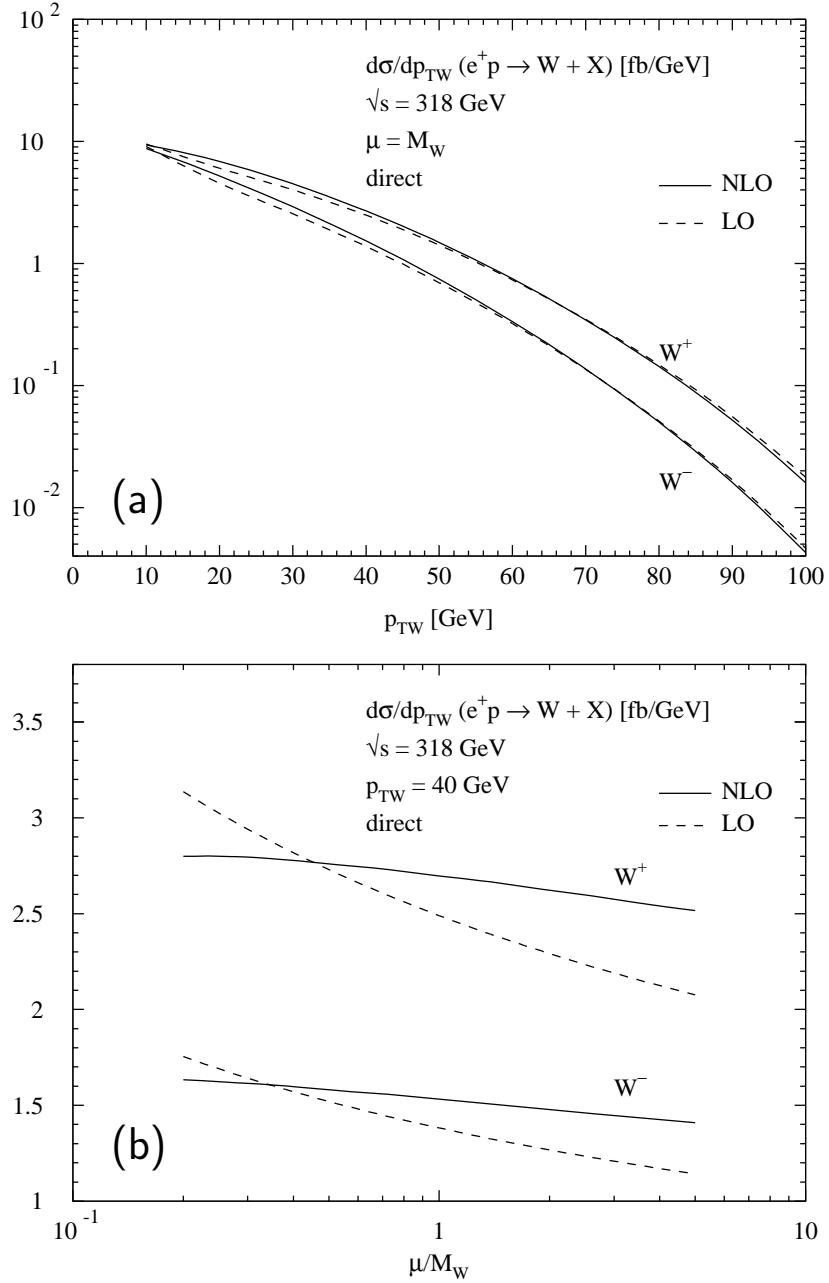 10²
dσ/dp_TW (e⁺p → W + X) [fb/GeV]
√s = 318 GeV
10
μ = M_W
direct
NLO
LO
1
W⁺
10⁻¹
W⁻
10⁻²
(a)
0 10 20 30 40 50 60 70 80 90 100
p_TW [GeV]
3.5
dσ/dp_TW (e⁺p → W + X) [fb/GeV]
√s = 318 GeV
p_TW = 40 GeV
NLO
direct
LO
3
W⁺
2.5
2
W⁻
1.5
(b)
1
10⁻¹ 1 10
μ/M_W